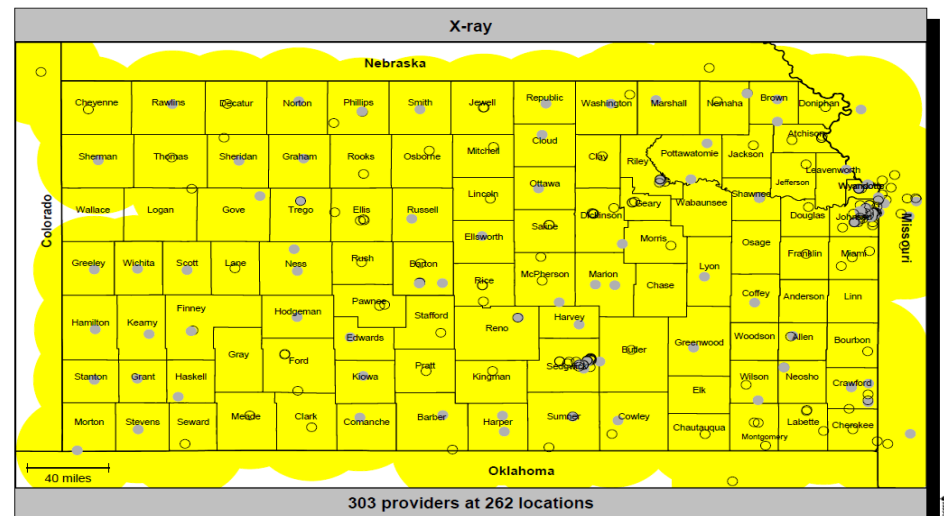 X-ray
Nebraska
Cheyenne Rawlins Decatur Norton Phillips Smith Jewell Republic Washington Marshall Nemaha Brown Doniphan
Atchison
Sherman Thomas Sheridan Graham Rooks Osborne Mitchell Cloud Clay Riley Pottawatomie Jackson
Leavenworth
Jefferson
Wyandotte
Wallace Logan Gove Trego Ellis Russell Lincoln Ottawa Dickinson Geary Wabaunsee Shawnee Douglas Johnson
Colorado
Missouri
Ellsworth Saline Morris Osage Franklin Miami
Greeley Wichita Scott Lane Ness Rush Barton Rice McPherson Marion Chase Lyon
Coffey Anderson Linn
Hamilton Kearny Finney Hodgeman Pawnee Stafford Reno Harvey
Edwards
Gray Ford Sedgwick Butler Greenwood Woodson Allen Bourbon
Stanton Grant Haskell Kiowa Pratt Kingman Elk Wilson Neosho Crawford
Morton Stevens Seward Meade Clark Comanche Barber Harper Sumner Cowley Chautauqua Montgomery Labette Cherokee
40 miles
Oklahoma
303 providers at 262 locations